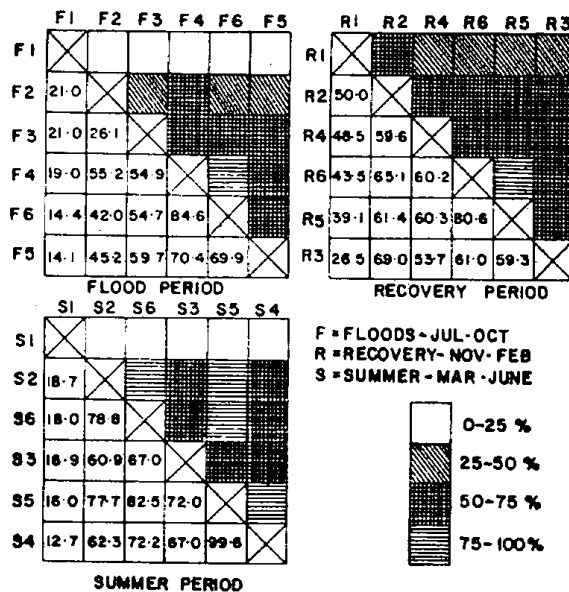 F1 F2 F3 F4 F6 F5
F1
F2 21·0
F3 21·0 26·1
F4 19·0 55·2 54·9
F6 14·4 42·0 54·7 84·6
F5 14·1 45·2 59·7 70·4 69·9
FLOOD PERIOD
R1 R2 R4 R6 R5 R3
R1
R2 50·0
R4 48·5 59·6
R6 43·5 65·1 60·2
R5 39·1 61·4 60·3 80·6
R3 26·5 69·0 53·7 61·0 59·3
RECOVERY PERIOD
S1 S2 S6 S3 S5 S4
S1
S2 18·7
S6 18·0 78·8
S3 18·9 60·9 67·0
S5 16·0 77·7 82·5 72·0
S4 12·7 62·3 72·2 67·0 99·6
SUMMER PERIOD
F = FLOODS - JUL-OCT
R = RECOVERY - NOV-FEB
S = SUMMER - MAR-JUNE
0-25 %
25-50 %
50-75 %
75-100 %